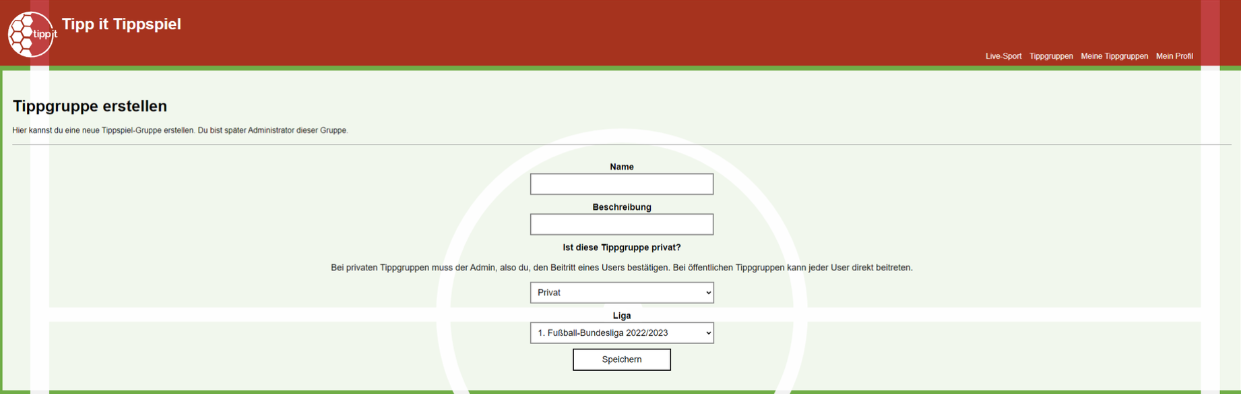 tippit
Tipp it Tippspiel
Live-Sport Tippgruppen Meine Tippgruppen Mein Profil
Tippgruppe erstellen
Hier kannst du eine neue Tippspiel-Gruppe erstellen. Du bist später Administrator dieser Gruppe.
Name
Beschreibung
Ist diese Tippgruppe privat?
Bei privaten Tippgruppen muss der Admin, also du, den Beitritt eines Users bestätigen. Bei öffentlichen Tippgruppen kann jeder User direkt beitreten.
Privat
Liga
1. Fußball-Bundesliga 2022/2023
Speichern